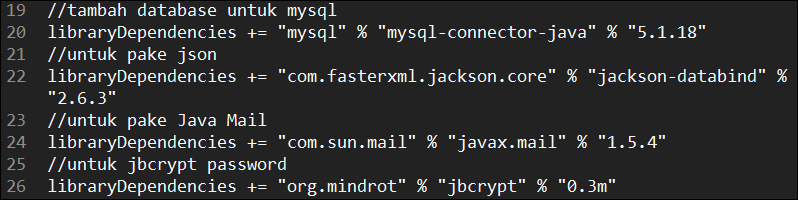 19 //tambah database untuk mysql
20 libraryDependencies += "mysql" % "mysql-connector-java" % "5.1.18"
21 //untuk pake json
22 libraryDependencies += "com.fasterxml.jackson.core" % "jackson-databind" %
"2.6.3"
23 //untuk pake Java Mail
24 libraryDependencies += "com.sun.mail" % "javax.mail" % "1.5.4"
25 //untuk jbcrypt password
26 libraryDependencies += "org.mindrot" % "jbcrypt" % "0.3m"